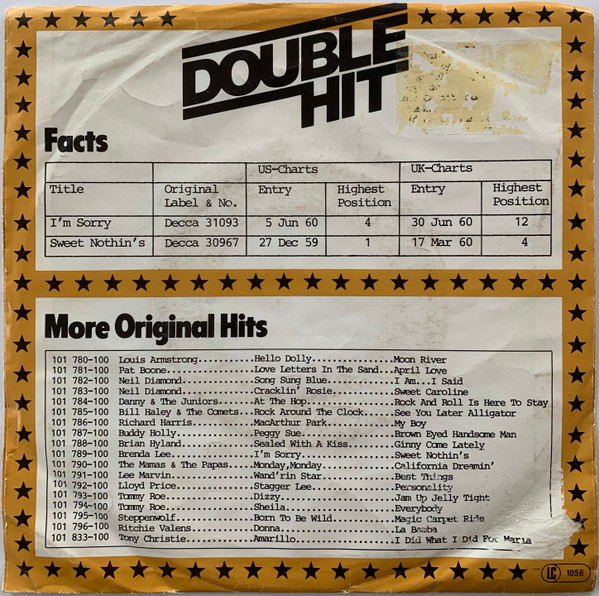 DOUBLE
HIT
Facts
US-Charts UK-Charts
Title Original Label & No. Entry Highest Position Entry Highest Position
I'm Sorry Decca 31093 5 Jun 60 4 30 Jun 60 12
Sweet Nothin's Decca 30967 27 Dec 59 1 17 Mar 60 4
More Original Hits
101 780-100 Louis Armstrong..........Hello Dolly...............Moon River
101 781-100 Pat Boone................Love Letters In The Sand...April Love
101 782-100 Neil Diamond.............Song Sung Blue............I Am...I Said
101 783-100 Neil Diamond.............Cracklin' Rosie...........Sweet Caroline
101 784-100 Danny & The Juniors......At The Hop................Rock And Roll Is Here To Stay
101 785-100 Bill Haley & The Comets...Rock Around The Clock.....See You Later Alligator
101 786-100 Richard Harris...........MacArthur Park............My Boy
101 787-100 Buddy Holly..............Peggy Sue.................Brown Eyed Handsome Man
101 788-100 Brian Hyland.............Sealed With A Kiss........Ginny Come Lately
101 789-100 Brenda Lee...............I'm Sorry.................Sweet Nothin's
101 790-100 The Mamas & The Papas....Monday,Monday.............California Dreamin'
101 791-100 Lee Marvin...............Wand'rin Star.............Best Things
101 792-100 Lloyd Price..............Stagger Lee...............Personality
101 793-100 Tommy Roe................Dizzy.....................Jam Up Jelly Tight
101 794-100 Tommy Roe................Sheila....................Everybody
101 795-100 Steppenwolf..............Born To Be Wild...........Magic Carpet Ride
101 796-100 Ritchie Valens...........Donna.....................La Bamba
101 833-100 Tony Christie............Amarillo..................I Did What I Did For Maria
LC 1056